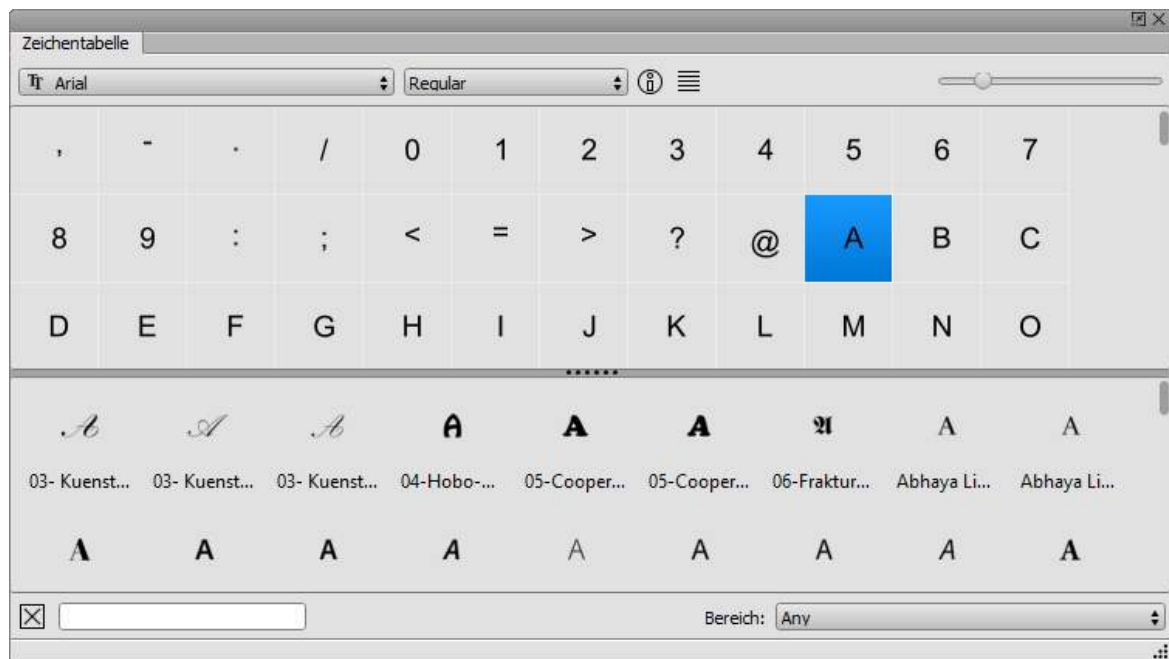 Zeichentabelle
Arial Regular
, - . / 0 1 2 3 4 5 6 7
8 9 : ; < = > ? @ A B C
D E F G H I J K L M N O
A A A A A A 𝔄 A A
03- Kuenst... 03- Kuenst... 03- Kuenst... 04-Hobo-... 05-Cooper... 05-Cooper... 06-Fraktur... Abhaya Li... Abhaya Li...
A A A A A A A A A
Bereich: Any